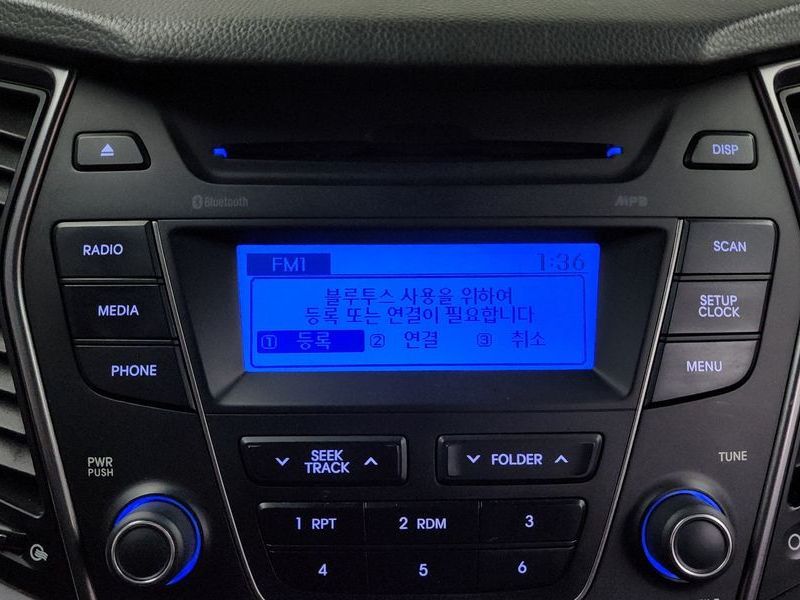 DISP
Bluetooth
MP3
RADIO
FM1 1:36
SCAN
블루투스 사용을 위하여
등록 또는 연결이 필요합니다
① 등록 ② 연결 ③ 취소
MEDIA
SETUP
CLOCK
PHONE
MENU
PWR
PUSH
SEEK
TRACK
FOLDER
TUNE
1 RPT
2 RDM
3
4
5
6